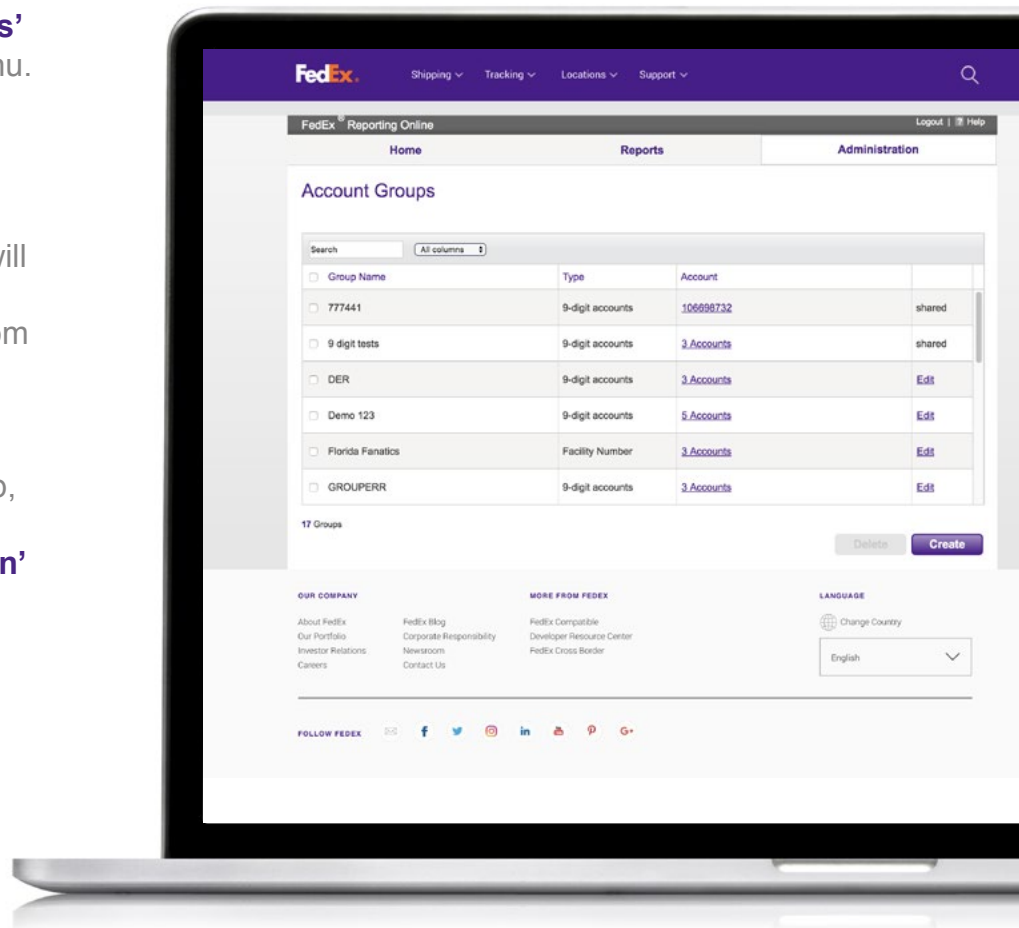 s’
nu.
will
om
o,
n’
FedEx®
Shipping Tracking Locations Support
FedEx® Reporting Online
Logout | ? Help
Home Reports Administration
Account Groups
Search All columns
Group Name Type Account
777441 9-digit accounts 106698732 shared
9 digit tests 9-digit accounts 3 Accounts shared
DER 9-digit accounts 3 Accounts Edit
Demo 123 9-digit accounts 5 Accounts Edit
Florida Fanatics Facility Number 3 Accounts Edit
GROUPERR 9-digit accounts 3 Accounts Edit
17 Groups
Delete Create
OUR COMPANY MORE FROM FEDEX LANGUAGE
About FedEx FedEx Blog FedEx Compatible Change Country
Our Portfolio Corporate Responsibility Developer Resource Center
Investor Relations Newsroom FedEx Cross Border
English
Careers Contact Us
FOLLOW FEDEX f in G+